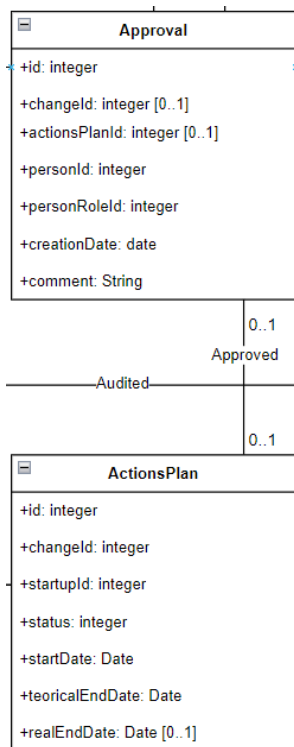 Approval
+id: integer
+changeId: integer [0..1]
+actionsPlanId: integer [0..1]
+personId: integer
+personRoleId: integer
+creationDate: date
+comment: String
0..1
Approved
Audited
0..1
ActionsPlan
+id: integer
+changeId: integer
+startupId: integer
+status: integer
+startDate: Date
+teoricalEndDate: Date
+realEndDate: Date [0..1]